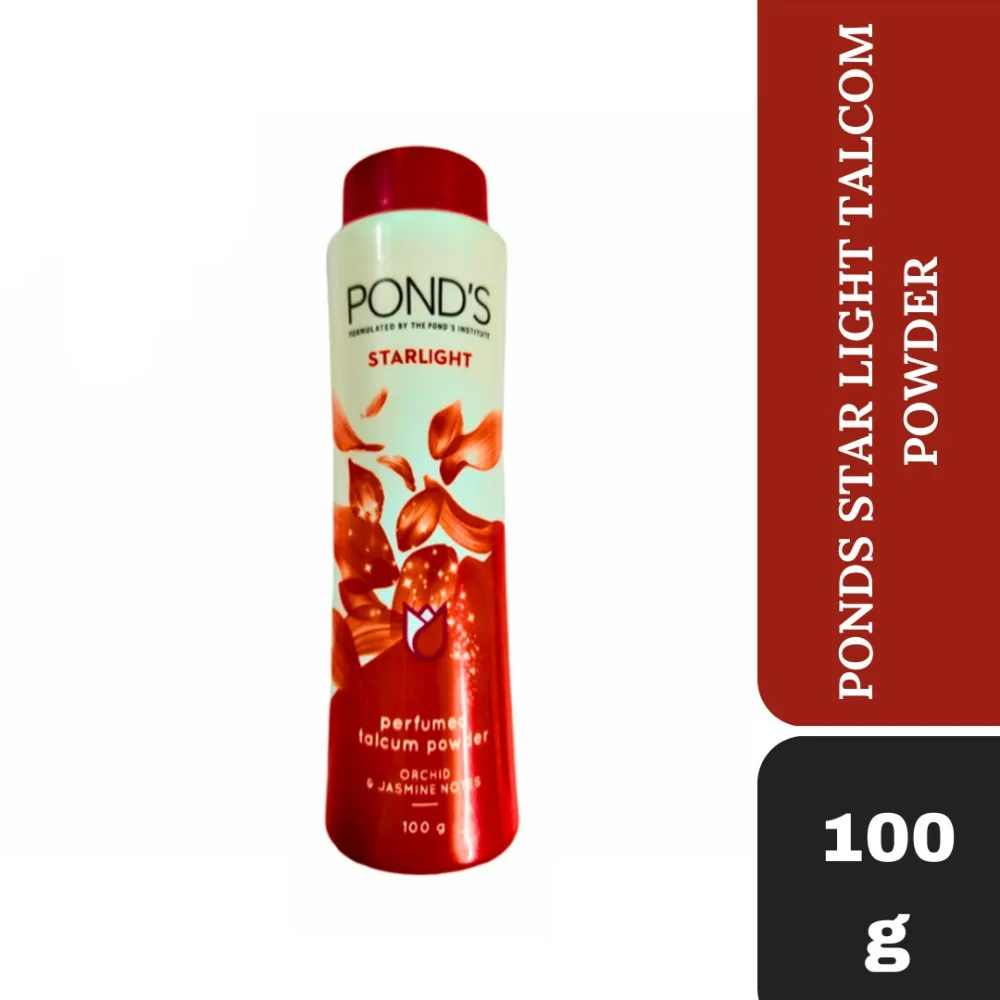 POND'S
FORMULATED BY THE POND'S INSTITUTE
STARLIGHT
perfumed
talcum powder
ORCHID
& JASMINE NOTES
100 g
PONDS STAR LIGHT TALCOM
POWDER
100
g